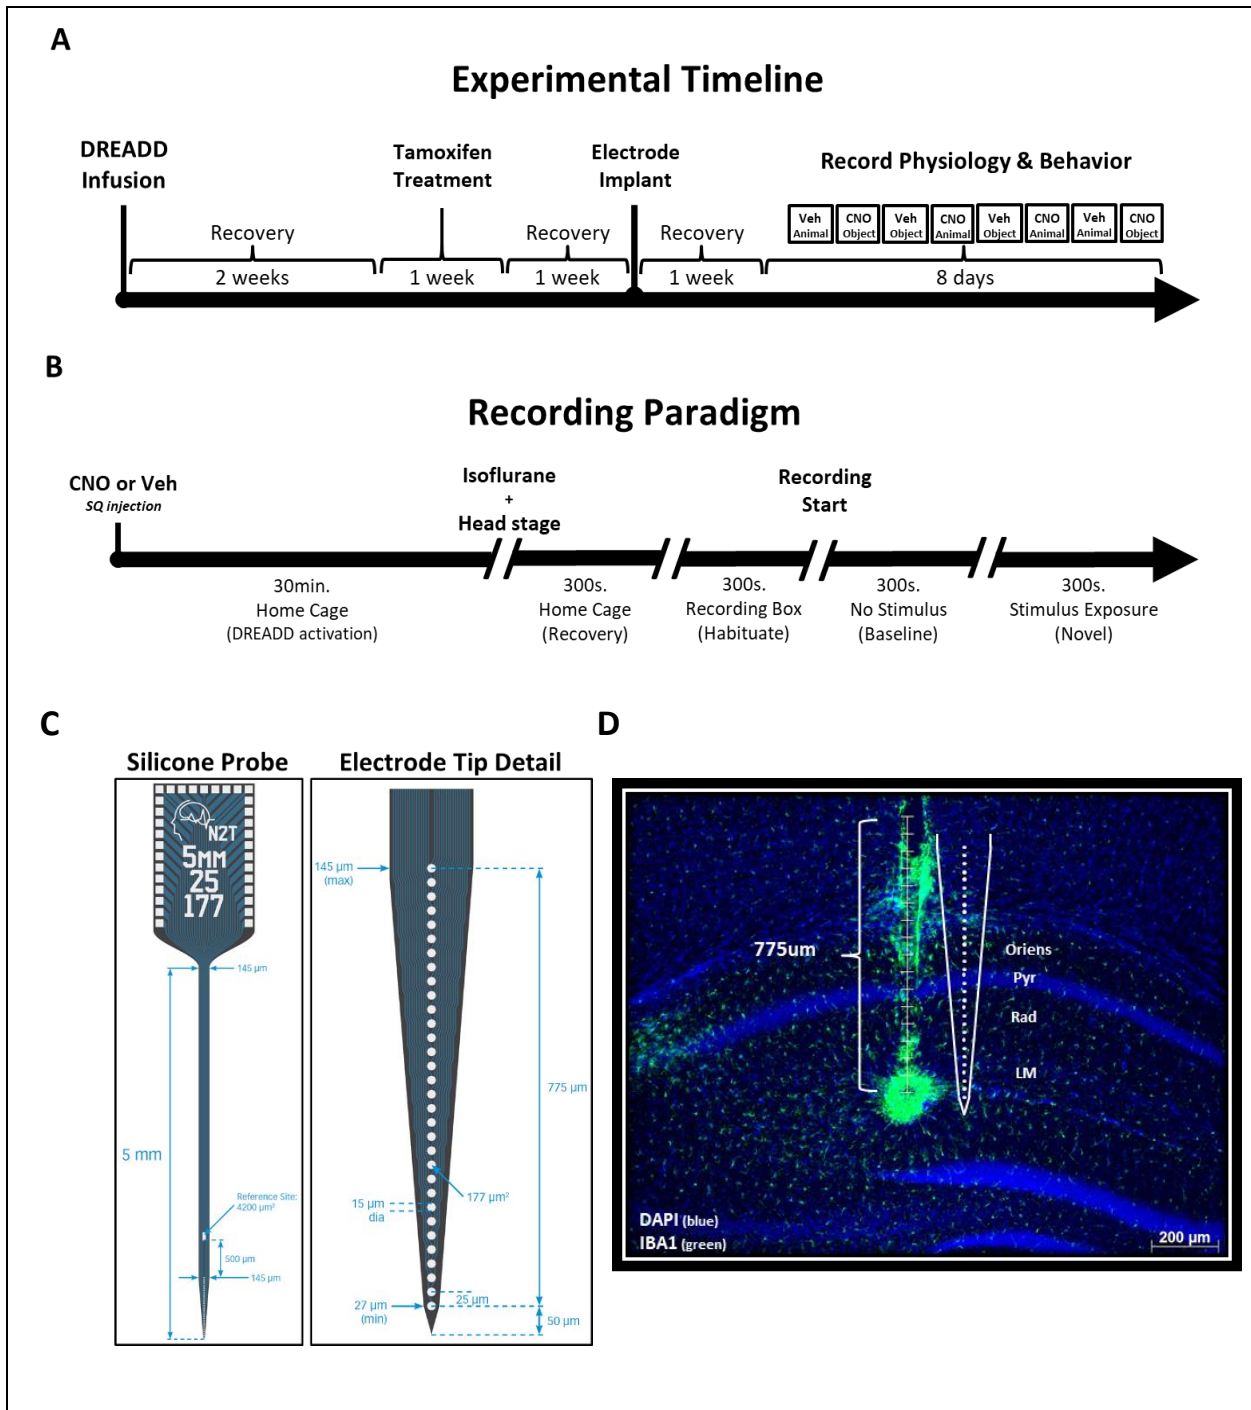 A
Experimental Timeline
DREADD
Infusion
Tamoxifen
Treatment
Electrode
Implant
Record Physiology & Behavior
Veh
Animal
CNO
Object
Veh
Object
CNO
Animal
Veh
Object
CNO
Animal
Veh
Animal
CNO
Object
Recovery
Recovery
Recovery
2 weeks
1 week
1 week
1 week
8 days
B
Recording Paradigm
CNO or Veh
SQ injection
Isoflurane
+
Head stage
Recording
Start
30min.
Home Cage
(DREADD activation)
300s.
Home Cage
(Recovery)
300s.
Recording Box
(Habituate)
300s.
No Stimulus
(Baseline)
300s.
Stimulus Exposure
(Novel)
C
Silicone Probe
N2T
5MM
25
177
145 µm
5 mm
Reference Site:
4200 µm²
500 µm
145 µm
Electrode Tip Detail
145 µm
(max)
775 µm
177 µm²
15 µm
dia
27 µm
(min)
25 µm
50 µm
D
775um
Oriens
Pyr
Rad
LM
DAPI (blue)
IBA1 (green)
200 µm